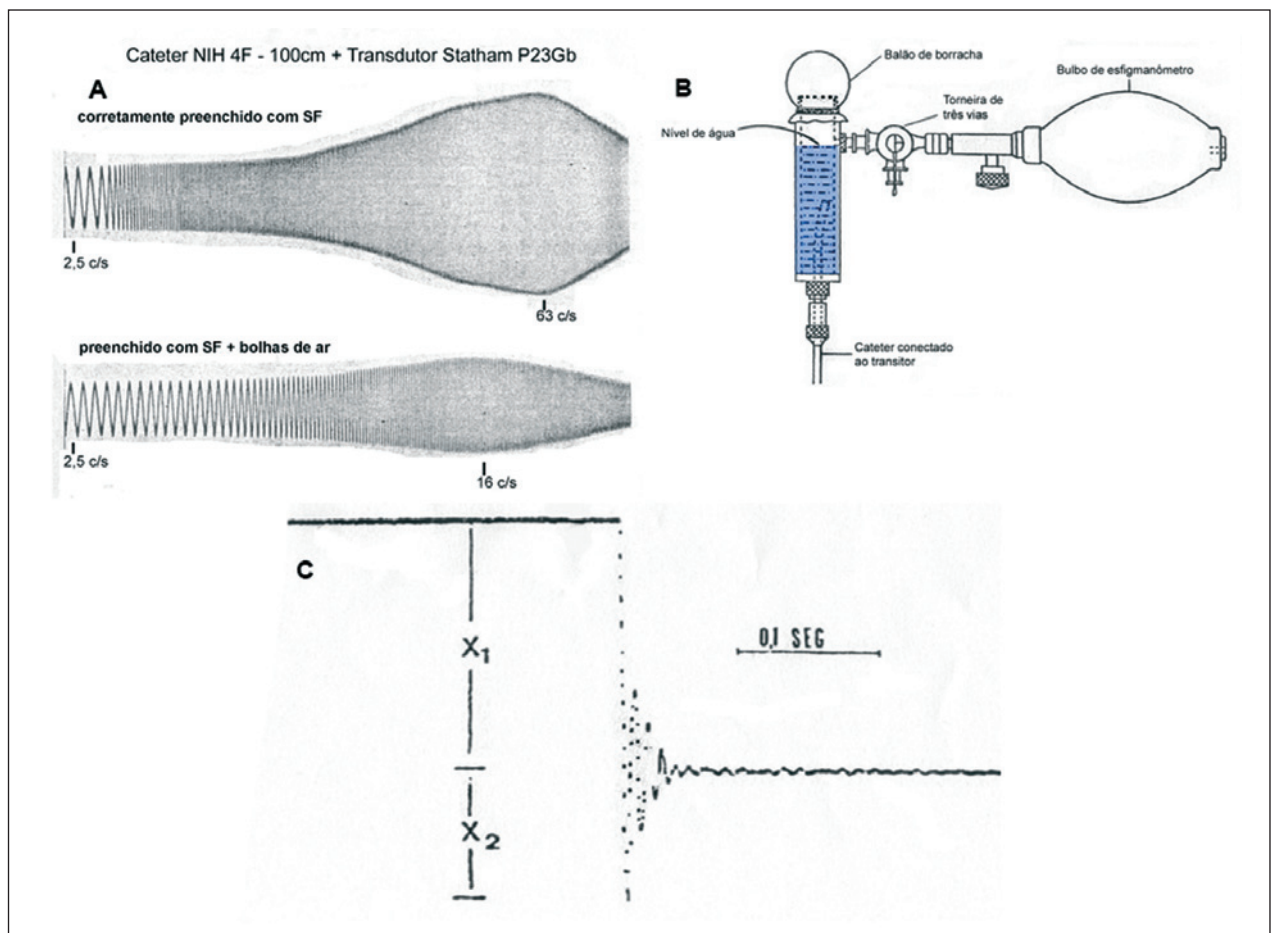 Cateter NIH 4F - 100cm + Transdutor Statham P23Gb
A
corretamente preenchido com SF
2,5 c/s
63 c/s
preenchido com SF + bolhas de ar
2,5 c/s
16 c/s
B
Balão de borracha
Bulbo de esfigmanômetro
Torneira de
três vias
Nível de água
Cateter conectado
ao transitor
C
X1
X2
0,1 SEG